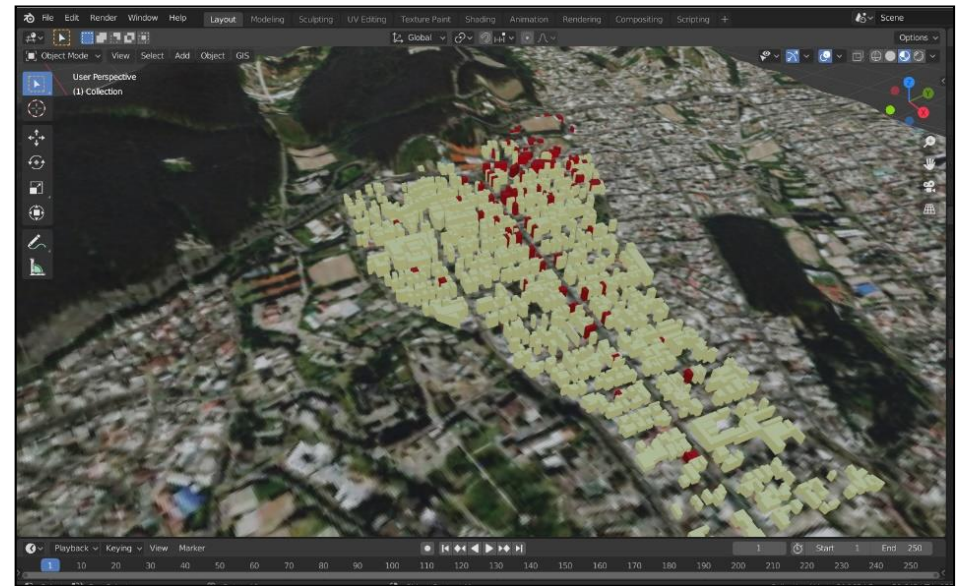 File Edit Render Window Help Layout Modeling Sculpting UV Editing Texture Paint Shading Animation Rendering Compositing Scripting + Scene
Global Options
Object Mode View Select Add Object GIS
User Perspective
(1) Collection
Z
Y
X
Playback Keying View Marker 1 Start 1 End 250
1 10 20 30 40 50 60 70 80 90 100 110 120 130 140 150 160 170 180 190 200 210 220 230 240 250